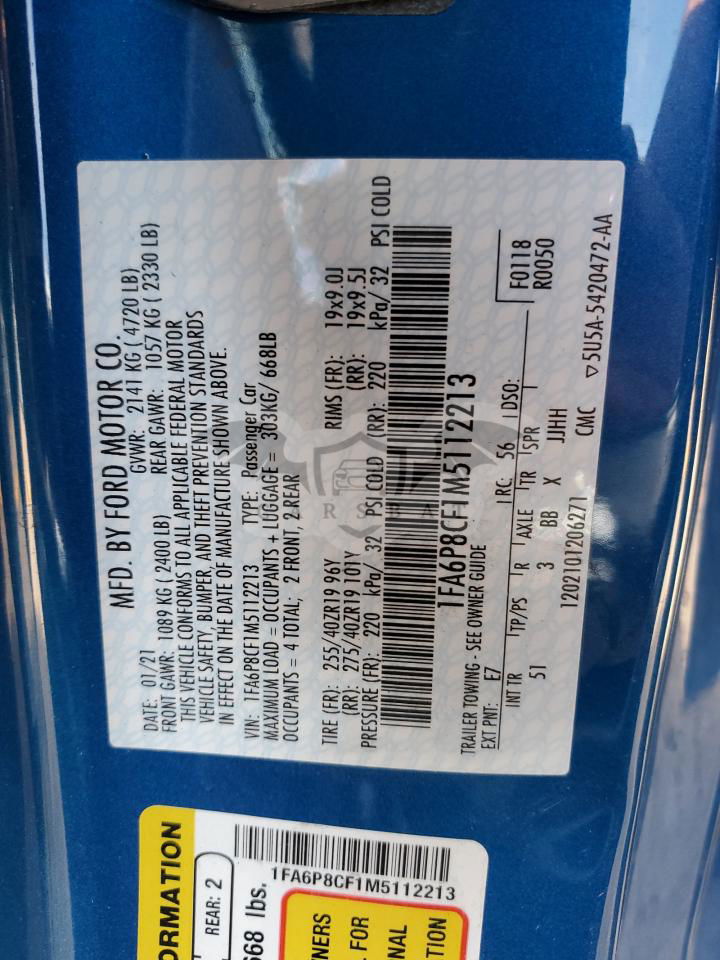 MFD. BY FORD MOTOR CO.
DATE: 01/21 GVWR: 2141 KG ( 4720 LB)
FRONT GAWR: 1089 KG ( 2400 LB) REAR GAWR: 1057 KG ( 2330 LB)
THIS VEHICLE CONFORMS TO ALL APPLICABLE FEDERAL MOTOR
VEHICLE SAFETY, BUMPER, AND THEFT PREVENTION STANDARDS
IN EFFECT ON THE DATE OF MANUFACTURE SHOWN ABOVE.
VIN: 1FA6P8CF1M5112213 TYPE: Passenger Car
MAXIMUM LOAD = OCCUPANTS + LUGGAGE = 303KG/ 668LB
OCCUPANTS = 4 TOTAL; 2 FRONT, 2 REAR
TIRE (FR): 255/40ZR19 96Y RIMS (FR): 19x9.0J
(RR): 275/40ZR19 101Y (RR): 19x9.5J
PRESSURE (FR): 220 kPa/ 32 PSI COLD (RR): 220 kPa/ 32 PSI COLD
1FA6P8CF1M5112213
TRAILER TOWING - SEE OWNER GUIDE
EXT PNT: E7 RC: 56 DSO: F0118
INT TR TP/PS R AXLE TR SPR R0050
51 3 BB X JJHH
1202101206271 CMC ▽5U5A-5420472-AA
ORMATION
REAR: 2
668 lbs.
1FA6P8CF1M5112213
NERS
FOR
NAL
TION